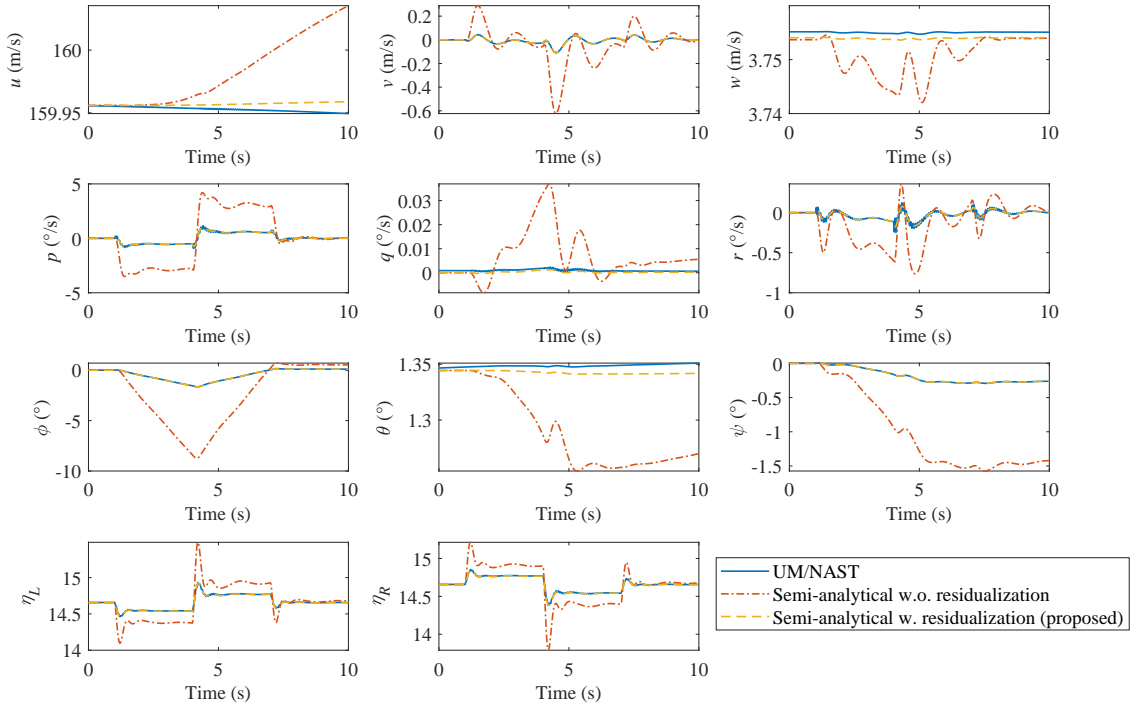 u (m/s)
160
159.95
0 5 10
Time (s)
v (m/s)
0.2
0
-0.2
-0.4
-0.6
0 5 10
Time (s)
w (m/s)
3.75
3.74
0 5 10
Time (s)
p (°/s)
5
0
-5
0 5 10
Time (s)
q (°/s)
0.03
0.02
0.01
0
0 5 10
Time (s)
r (°/s)
0
-0.5
-1
0 5 10
Time (s)
ϕ (°)
0
-5
-10
0 5 10
Time (s)
θ (°)
1.35
1.3
0 5 10
Time (s)
ψ (°)
0
-0.5
-1
-1.5
0 5 10
Time (s)
η_L
15
14.5
14
0 5 10
Time (s)
η_R
15
14.5
14
0 5 10
Time (s)
UM/NAST
Semi-analytical w.o. residualization
Semi-analytical w. residualization (proposed)